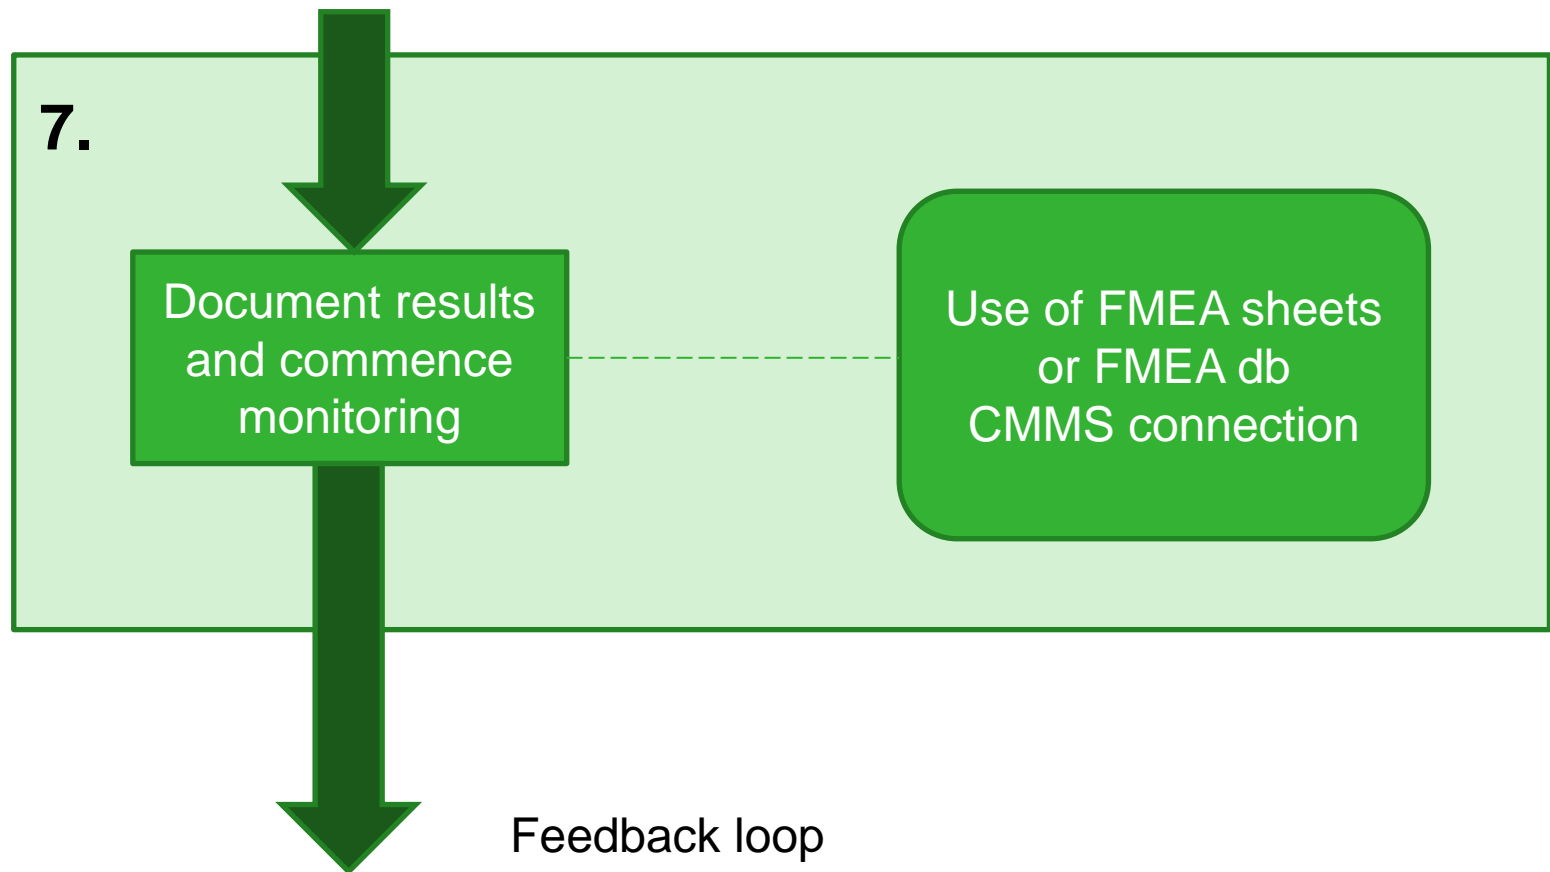 7.
Document results
and commence
monitoring
Use of FMEA sheets
or FMEA db
CMMS connection
Feedback loop